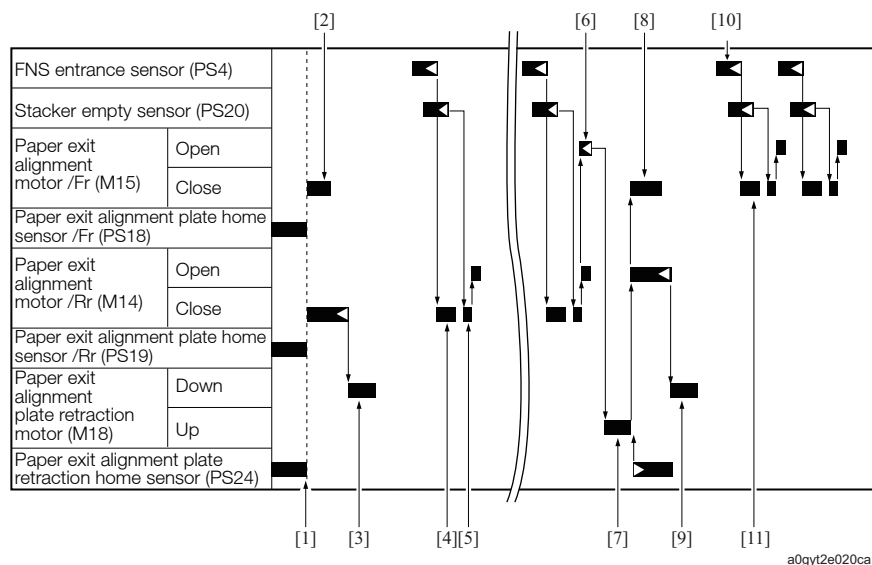 [2]
[6]
[8]
[10]
FNS entrance sensor (PS4)
Stacker empty sensor (PS20)
Paper exit
alignment
motor /Fr (M15)
Open
Close
Paper exit alignment plate home
sensor /Fr (PS18)
Paper exit
alignment
motor /Rr (M14)
Open
Close
Paper exit alignment plate home
sensor /Rr (PS19)
Paper exit
alignment
plate retraction
motor (M18)
Down
Up
Paper exit alignment plate
retraction home sensor (PS24)
[1]
[3]
[4][5]
[7]
[9]
[11]
a0gyt2e020ca